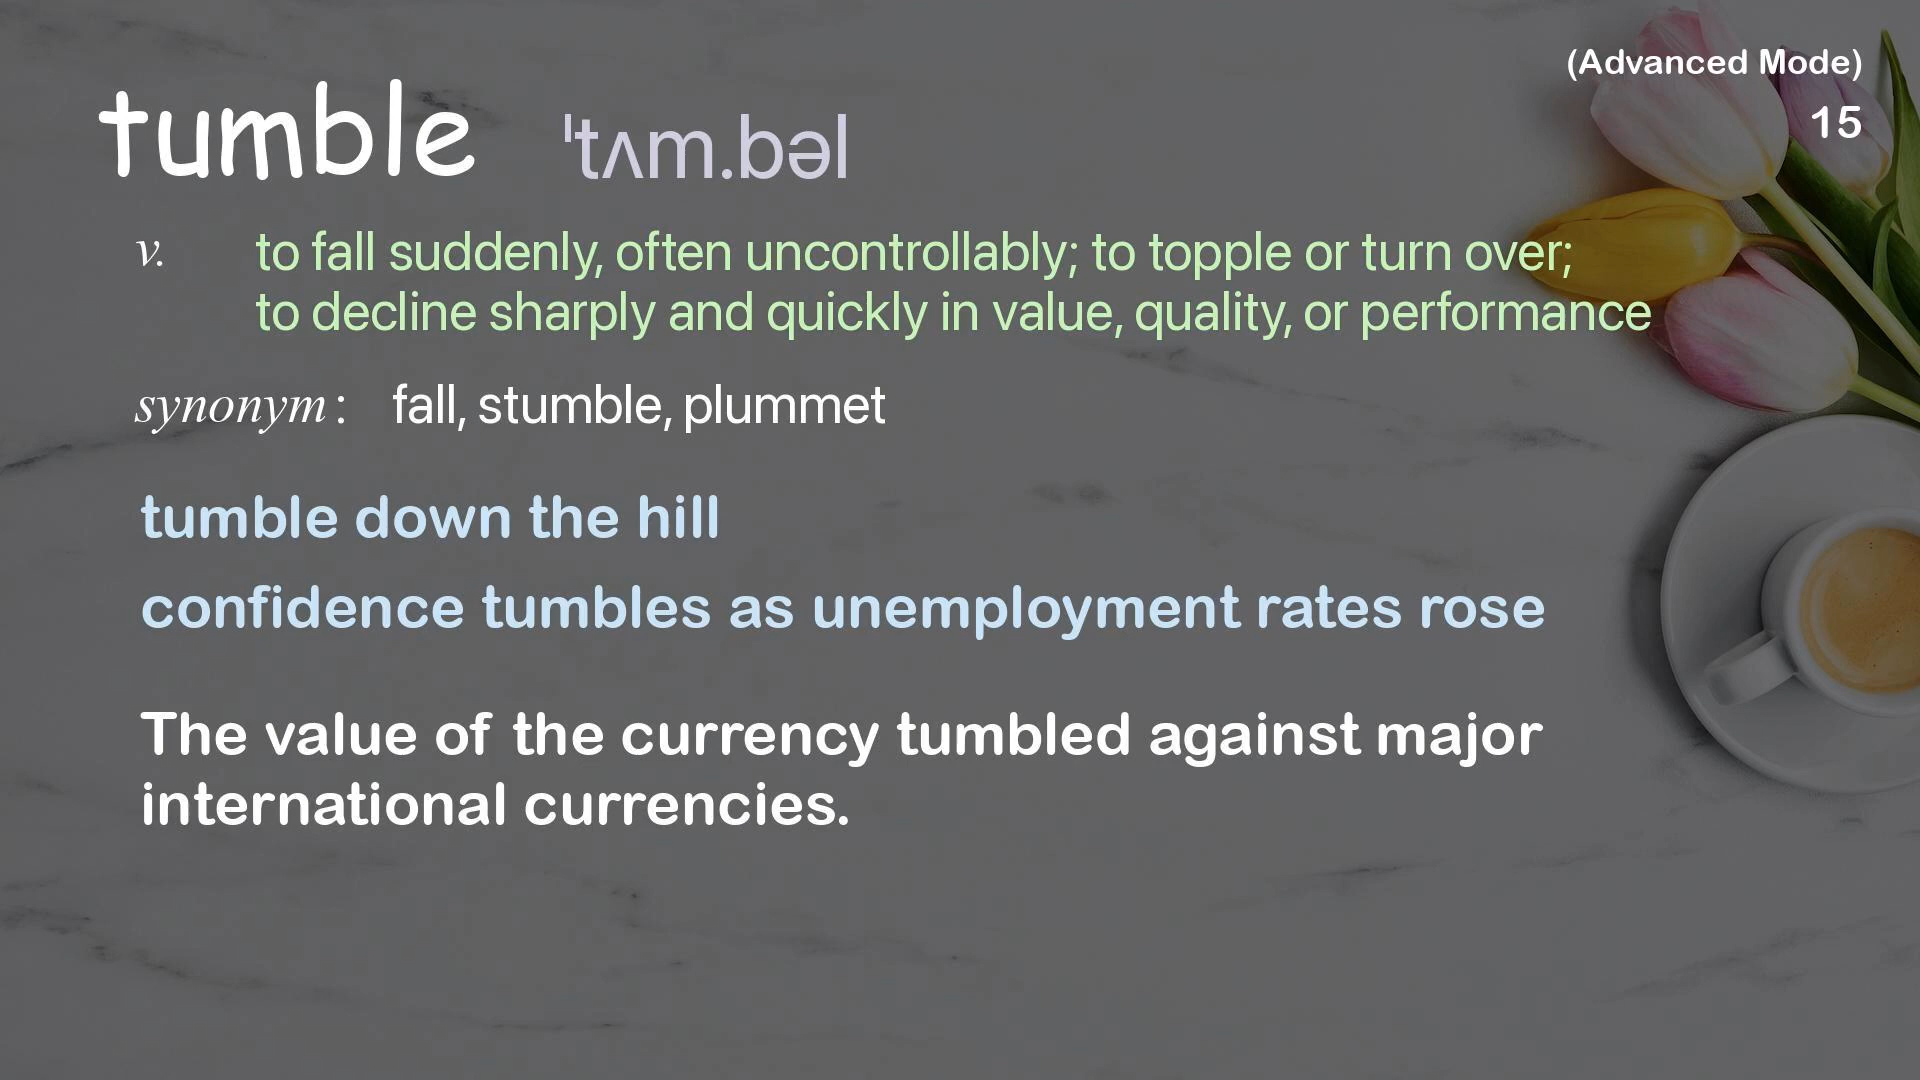 (Advanced Mode)
15
tumble ˈtʌm.bəl
v. to fall suddenly, often uncontrollably; to topple or turn over;
to decline sharply and quickly in value, quality, or performance
synonym: fall, stumble, plummet
tumble down the hill
confidence tumbles as unemployment rates rose
The value of the currency tumbled against major
international currencies.